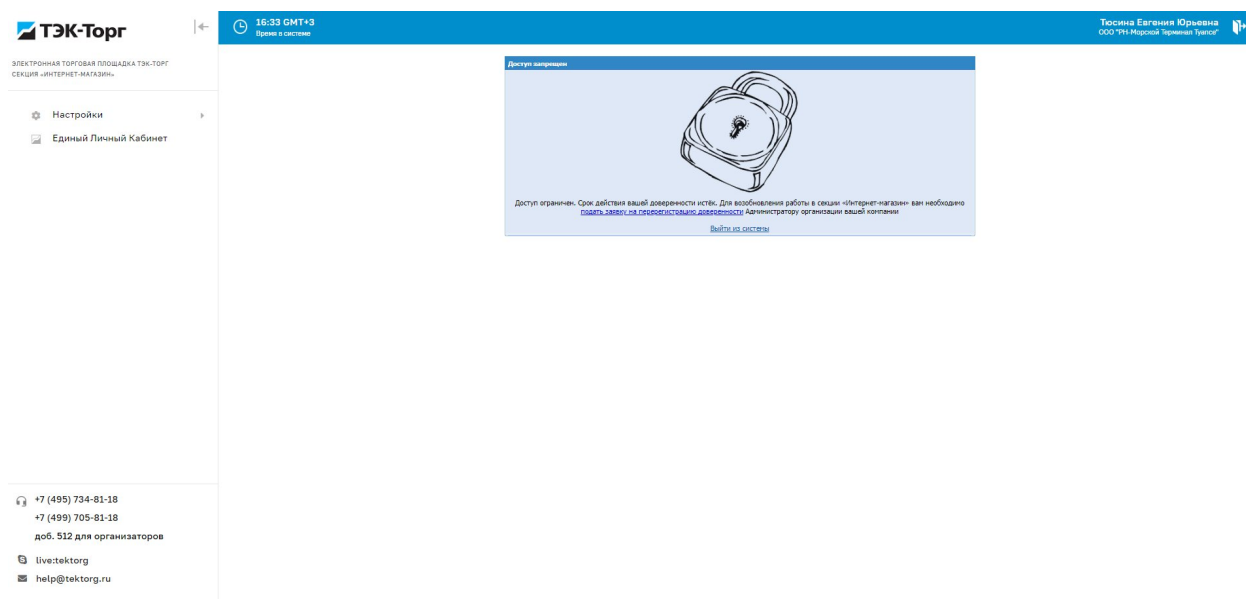 ТЭК-Торг
ЭЛЕКТРОННАЯ ТОРГОВАЯ ПЛОЩАДКА ТЭК-ТОРГ
СЕКЦИЯ «ИНТЕРНЕТ-МАГАЗИН»
Настройки
Единый Личный Кабинет
16:33 GMT+3
Время в системе
Тюсина Евгения Юрьевна
ООО "РН-Морской Терминал Туапсе"
Доступ запрещен
Доступ ограничен. Срок действия вашей доверенности истёк. Для возобновления работы в секции «Интернет-магазин» вам необходимо
подать заявку на перерегистрацию доверенности Администратору организации вашей компании
Выйти из системы
+7 (495) 734-81-18
+7 (499) 705-81-18
доб. 512 для организаторов
live:tektorg
help@tektorg.ru